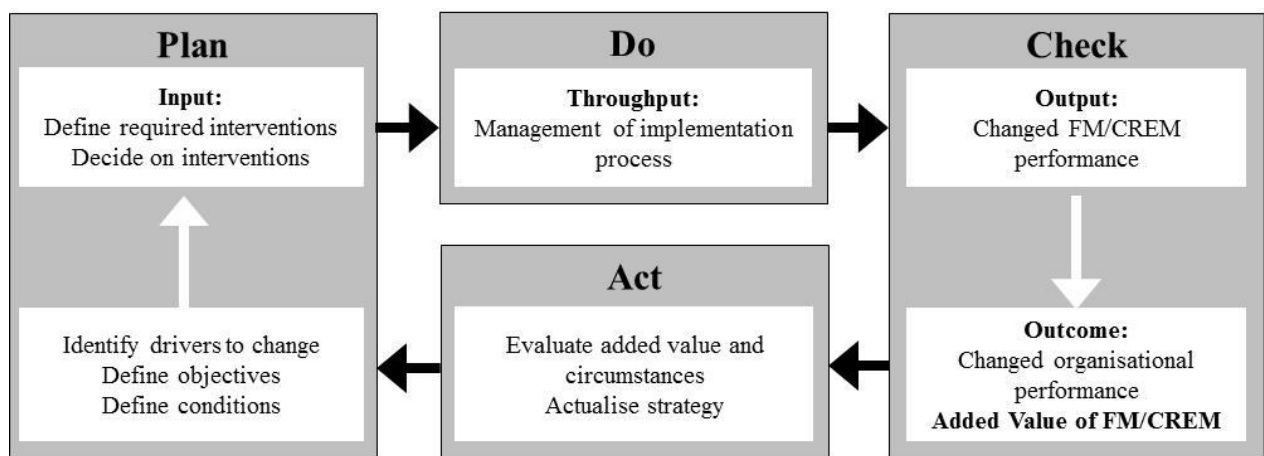 Plan
Input:
Define required interventions
Decide on interventions
Identify drivers to change
Define objectives
Define conditions
Do
Throughput:
Management of implementation
process
Check
Output:
Changed FM/CREM
performance
Outcome:
Changed organisational
performance
Added Value of FM/CREM
Act
Evaluate added value and
circumstances
Actualise strategy